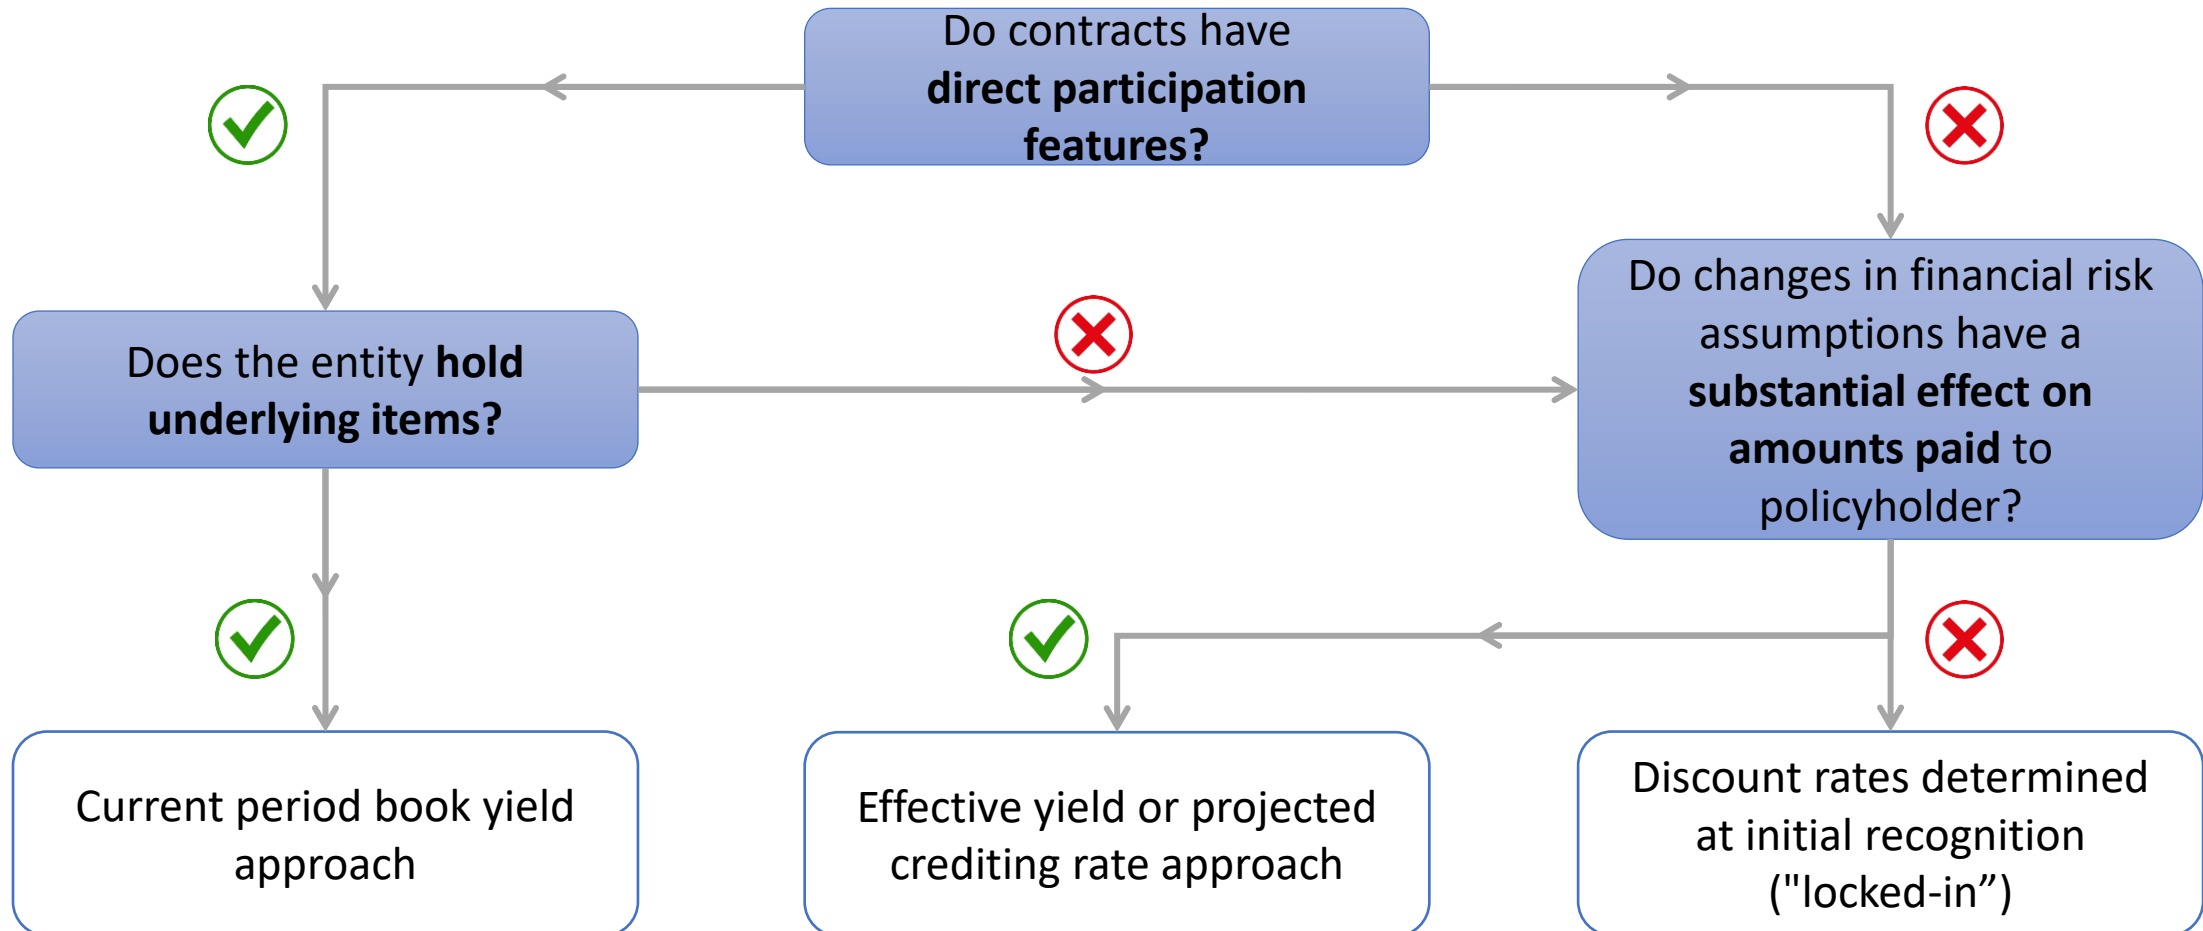 Do contracts have
direct participation
features?
Does the entity hold
underlying items?
Do changes in financial risk
assumptions have a
substantial effect on
amounts paid to
policyholder?
Current period book yield
approach
Effective yield or projected
crediting rate approach
Discount rates determined
at initial recognition
("locked-in”)